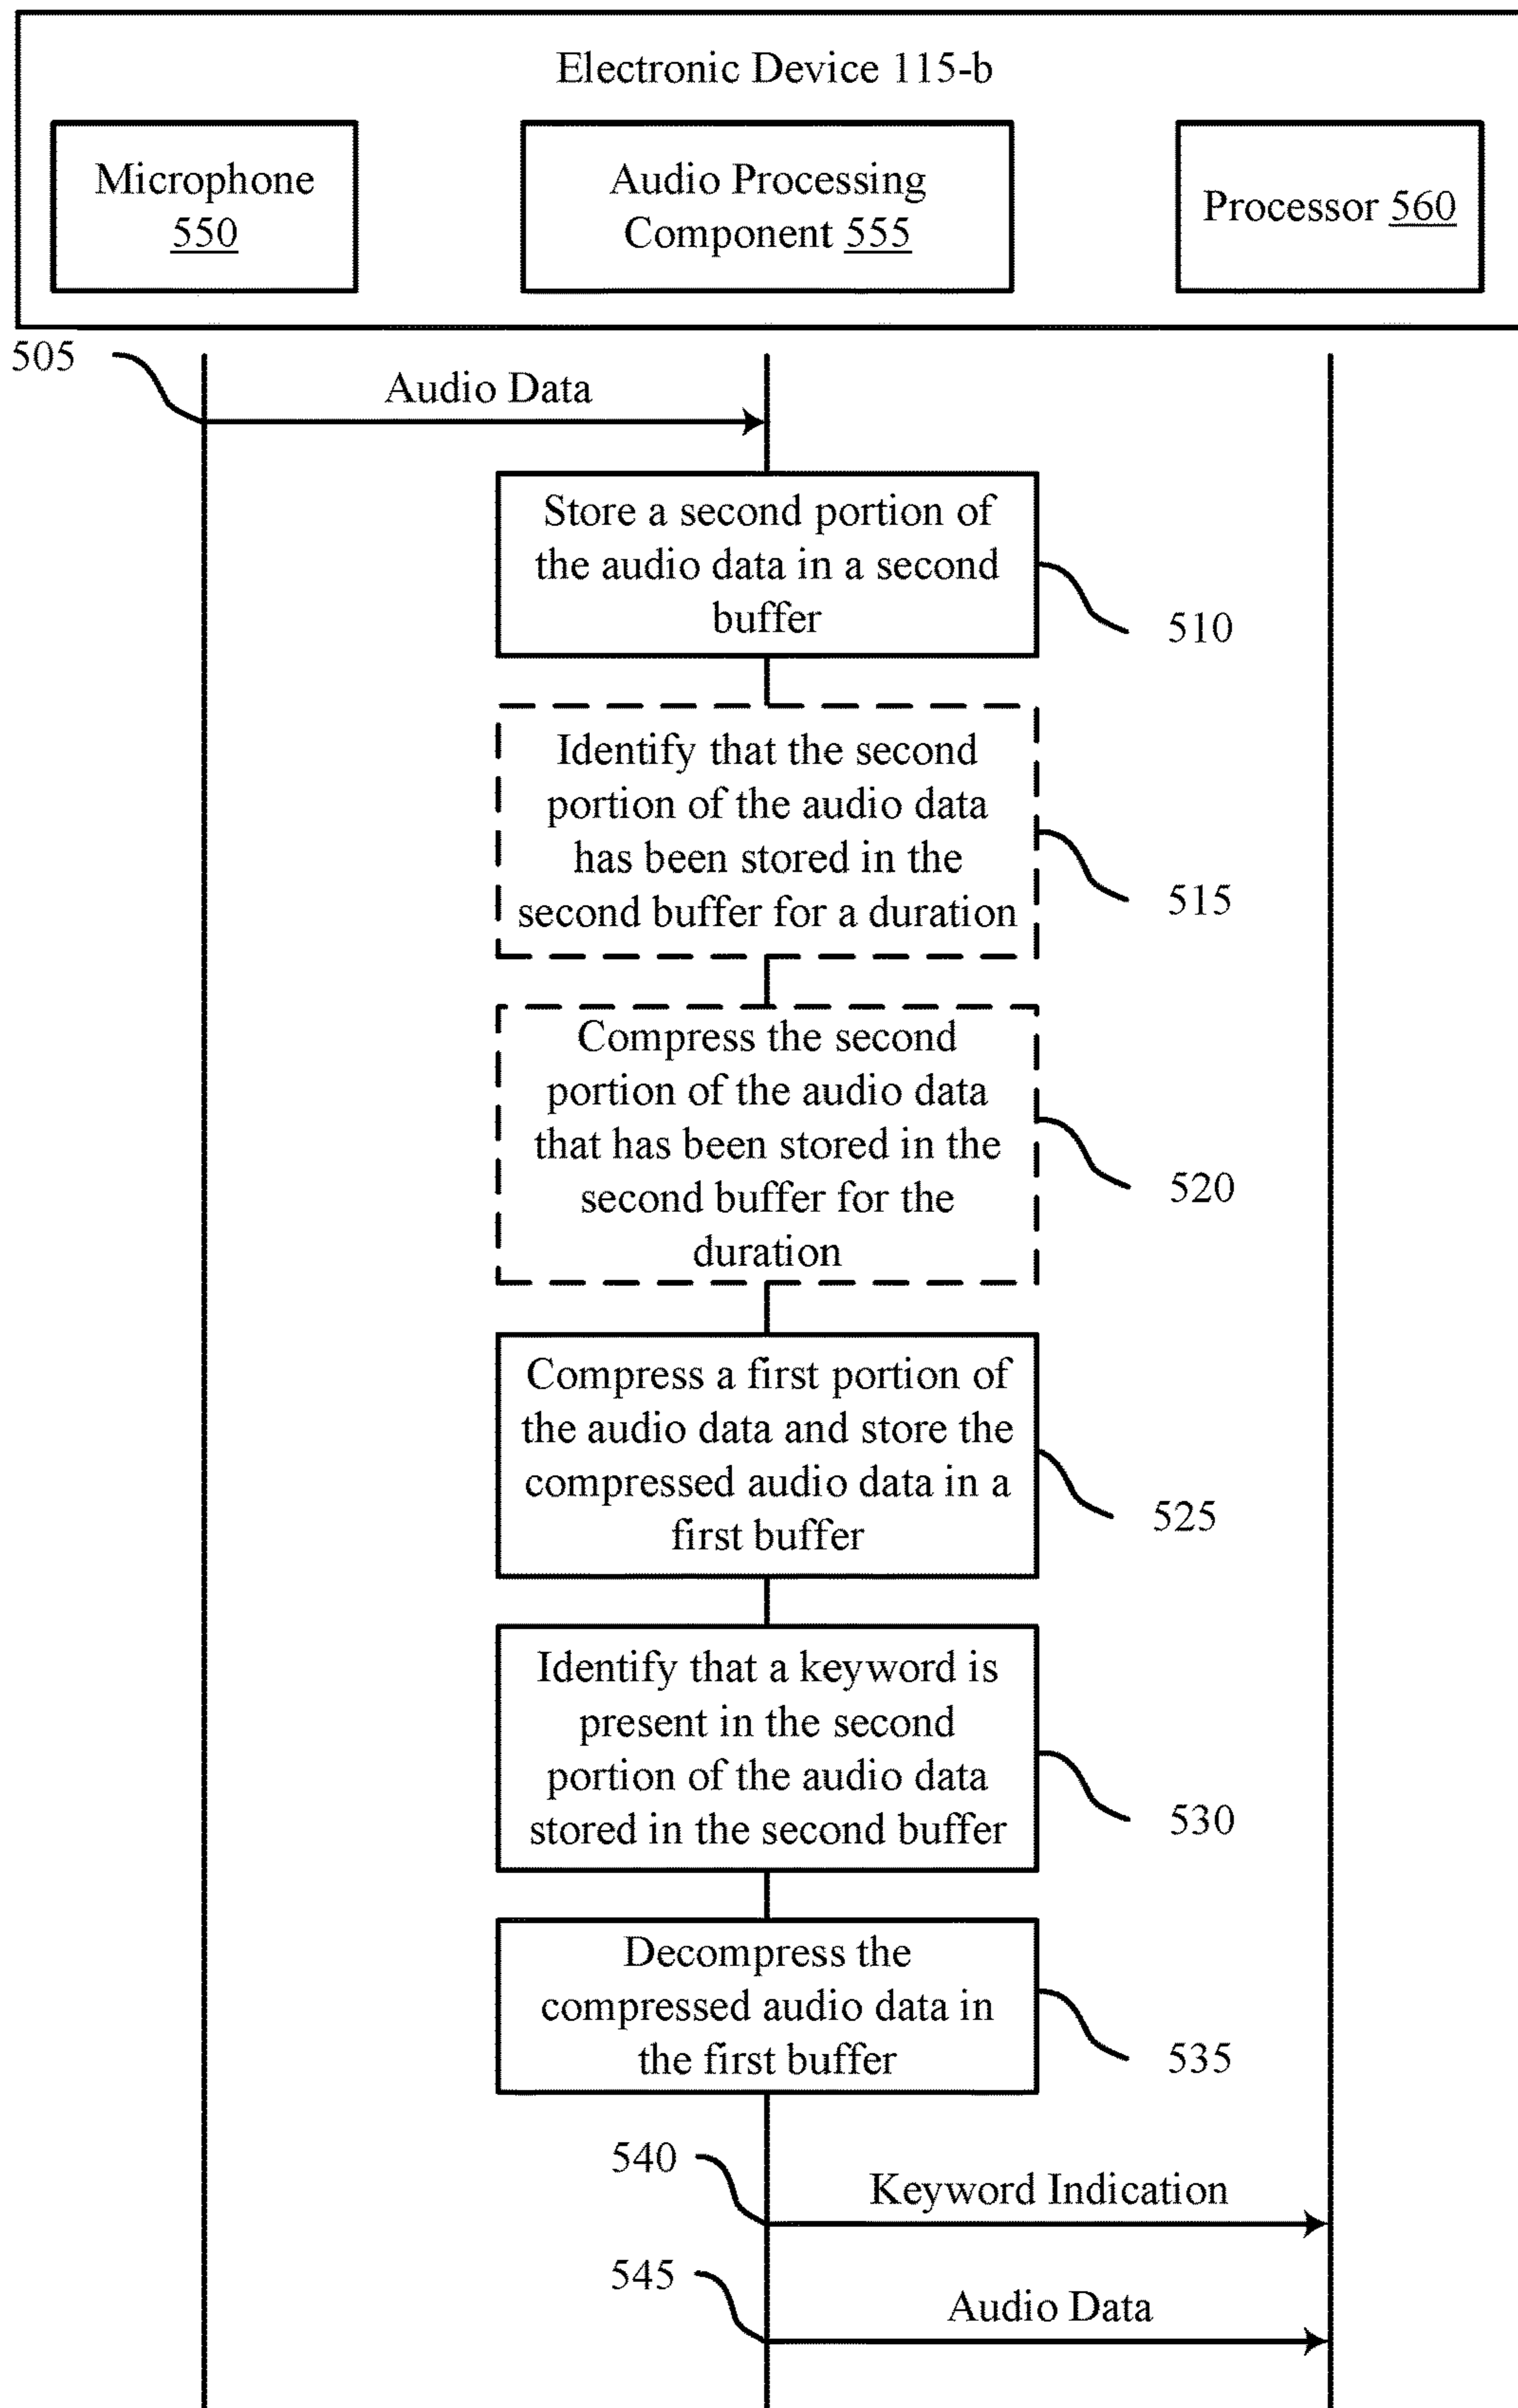 Electronic Device 115-b
Microphone
550
Audio Processing
Component 555
Processor 560
505
Audio Data
Store a second portion of
the audio data in a second
buffer
510
Identify that the second
portion of the audio data
has been stored in the
second buffer for a duration
515
Compress the second
portion of the audio data
that has been stored in the
second buffer for the
duration
520
Compress a first portion of
the audio data and store the
compressed audio data in a
first buffer
525
Identify that a keyword is
present in the second
portion of the audio data
stored in the second buffer
530
Decompress the
compressed audio data in
the first buffer
535
540
Keyword Indication
545
Audio Data